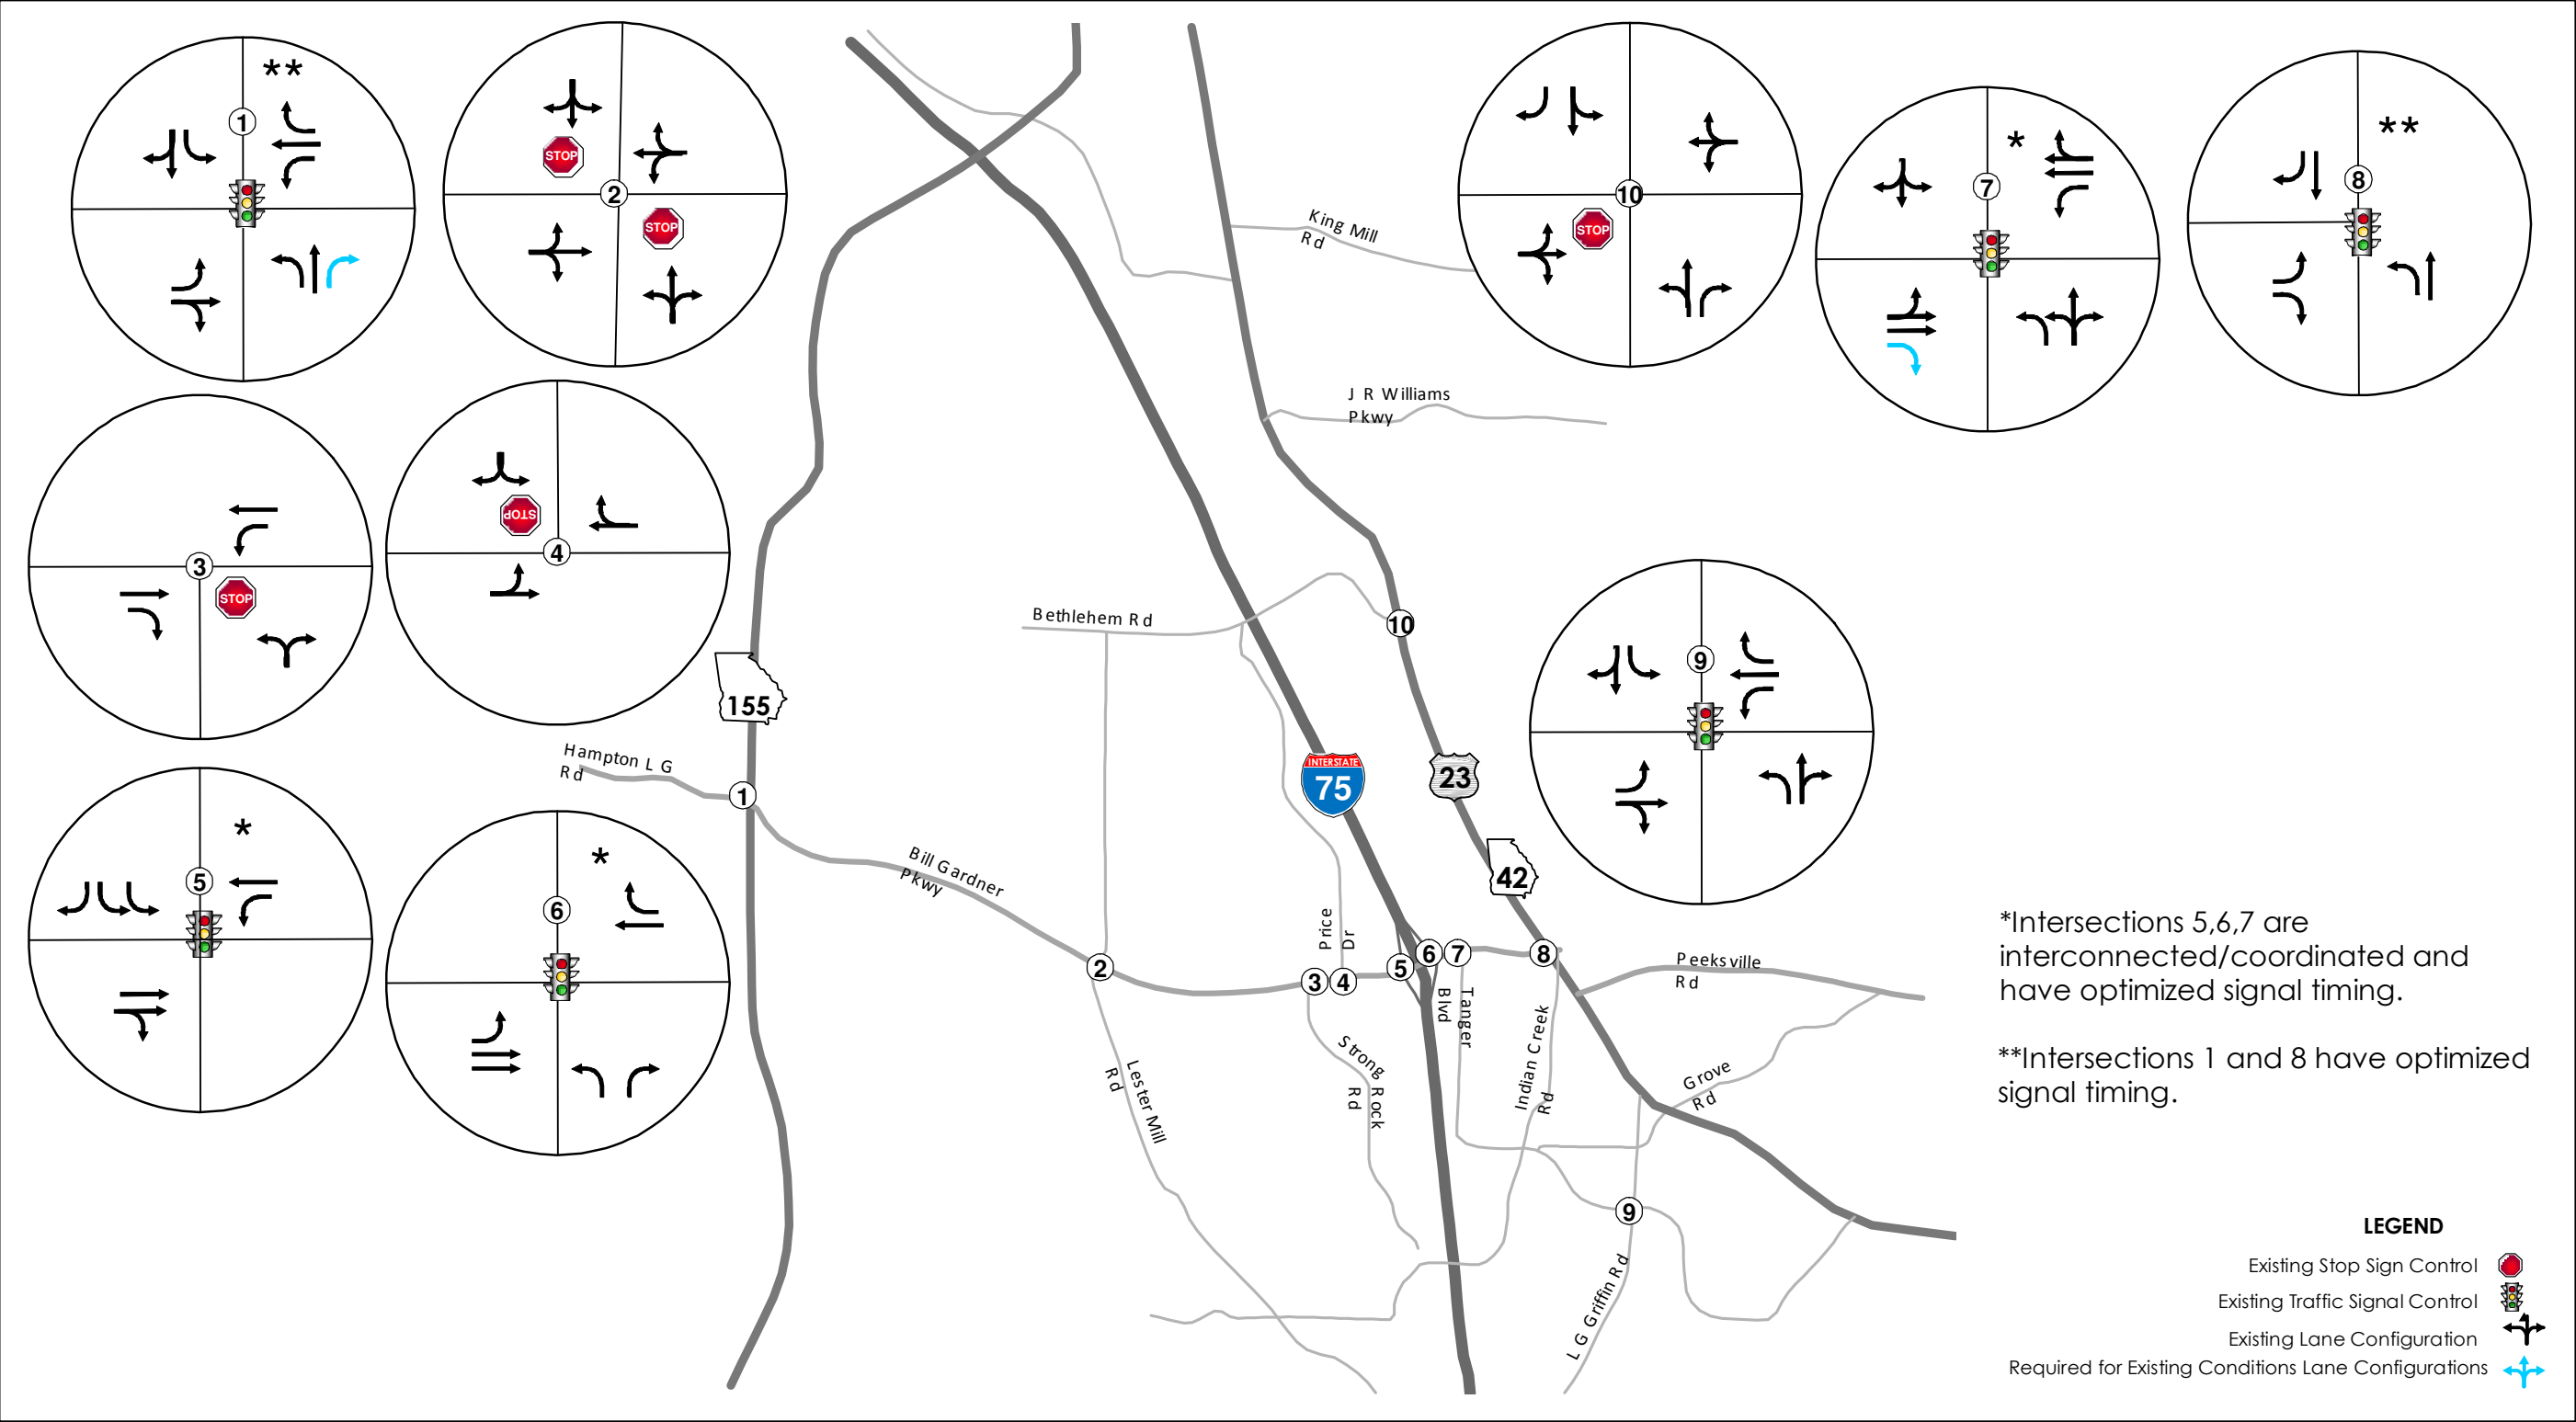 **
1
STOP
2
STOP
STOP
10
*
7
**
8
3
STOP
STOP
4
King Mill
Rd
J R Williams
Pkwy
Bethlehem Rd
10
9
155
Hampton L G
Rd
1
INTERSTATE
75
23
42
*
5
*
6
Bill Gardner
Pkwy
Price
Dr
2
3
4
5
6
7
8
Peeksville
Rd
Tanger
Blvd
Indian Creek
Rd
Strong Rock
Rd
Lester Mill
Rd
Grove
Rd
9
L G Griffin Rd
*Intersections 5,6,7 are
interconnected/coordinated and
have optimized signal timing.
**Intersections 1 and 8 have optimized
signal timing.
LEGEND
Existing Stop Sign Control
Existing Traffic Signal Control
Existing Lane Configuration
Required for Existing Conditions Lane Configurations